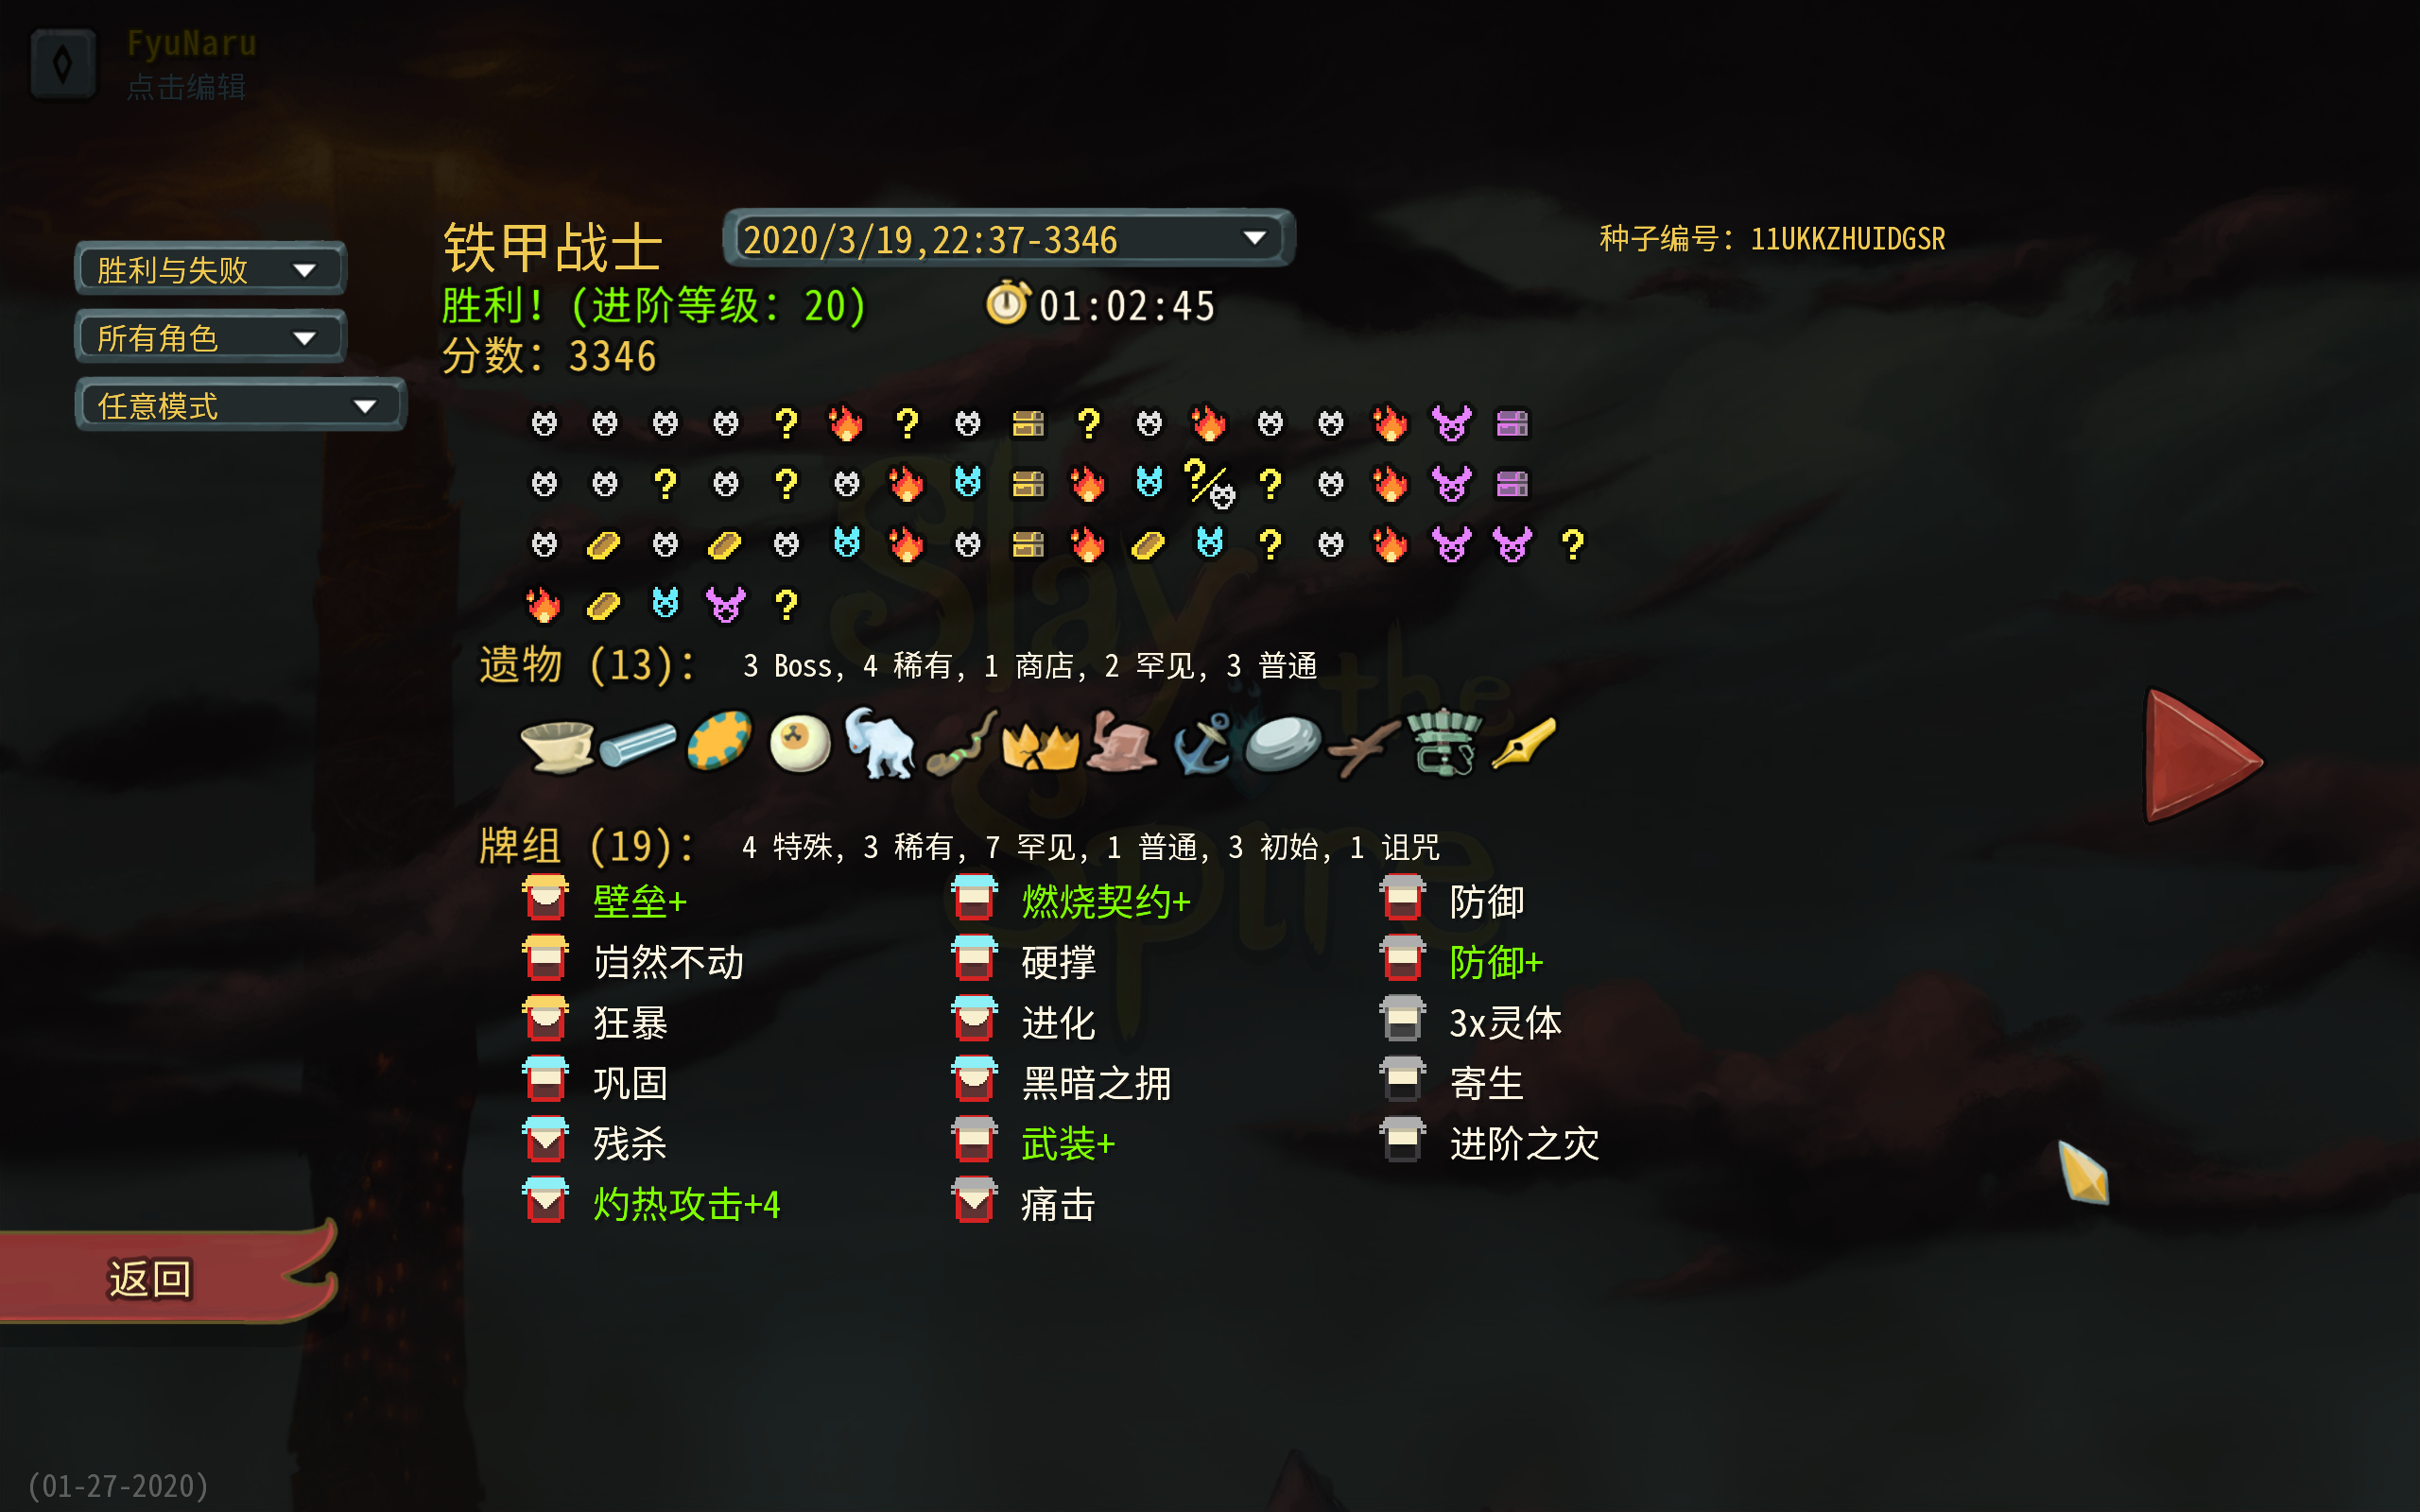 FyuNaru
点击编辑
铁甲战士
2020/3/19,22:37-3346
种子编号: 11UKKZHUIDGSR
胜利与失败
胜利! (进阶等级: 20)
01:02:45
所有角色
分数: 3346
任意模式
Slay the Spire
遗物 (13):
3 Boss, 4 稀有, 1 商店, 2 罕见, 3 普通
牌组 (19):
4 特殊, 3 稀有, 7 罕见, 1 普通, 3 初始, 1 诅咒
壁垒+
燃烧契约+
防御
岿然不动
硬撑
防御+
狂暴
进化
3x灵体
巩固
黑暗之拥
寄生
残杀
武装+
进阶之灾
灼热攻击+4
痛击
返回
(01-27-2020)